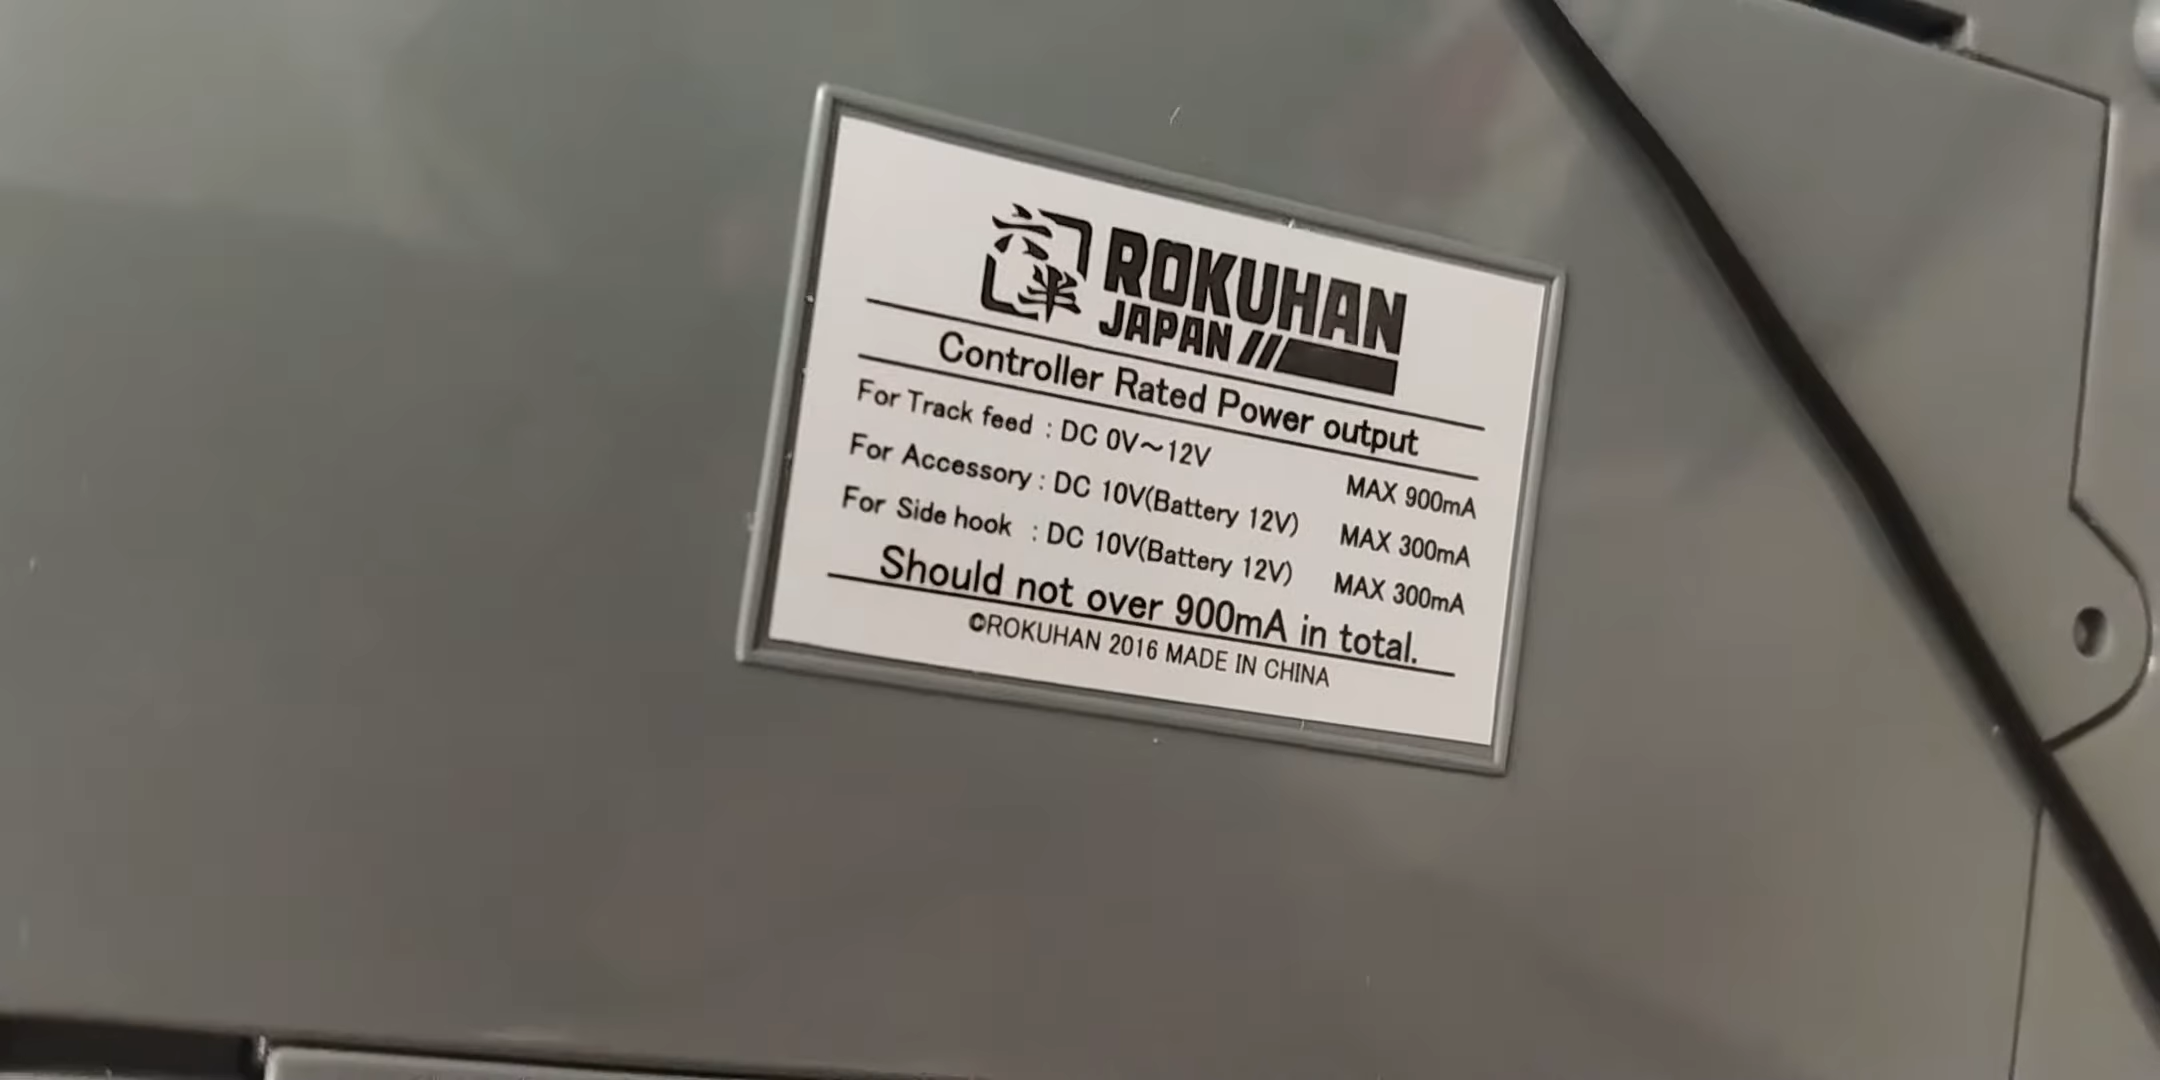 六半 ROKUHAN
JAPAN
Controller Rated Power output
For Track feed : DC 0V～12V MAX 900mA
For Accessory : DC 10V(Battery 12V) MAX 300mA
For Side hook : DC 10V(Battery 12V) MAX 300mA
Should not over 900mA in total.
©ROKUHAN 2016 MADE IN CHINA